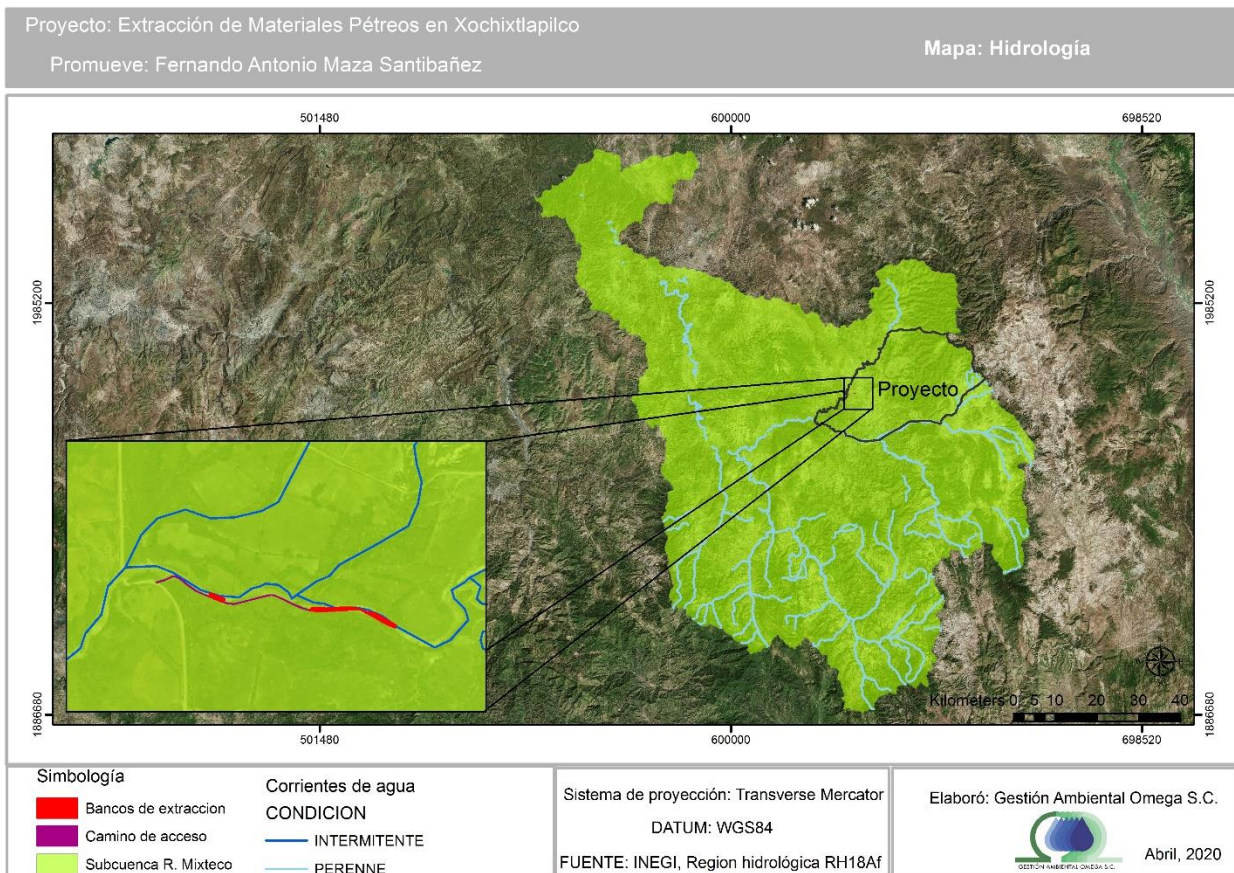 Proyecto: Extracción de Materiales Pétreos en Xochixtlapilco
Promueve: Fernando Antonio Maza Santibañez
Mapa: Hidrología
501480
600000
698520
1985200
1985200
Proyecto
Kilometers 0 5 10 20 30 40
1886680
1886680
501480
600000
698520
Simbología
Bancos de extraccion
Camino de acceso
Subcuenca R. Mixteco
Corrientes de agua
CONDICION
INTERMITENTE
PERENNE
Sistema de proyección: Transverse Mercator
DATUM: WGS84
FUENTE: INEGI, Region hidrológica RH18Af
Elaboró: Gestión Ambiental Omega S.C.
GESTIÓN AMBIENTAL OMEGA S.C.
Abril, 2020